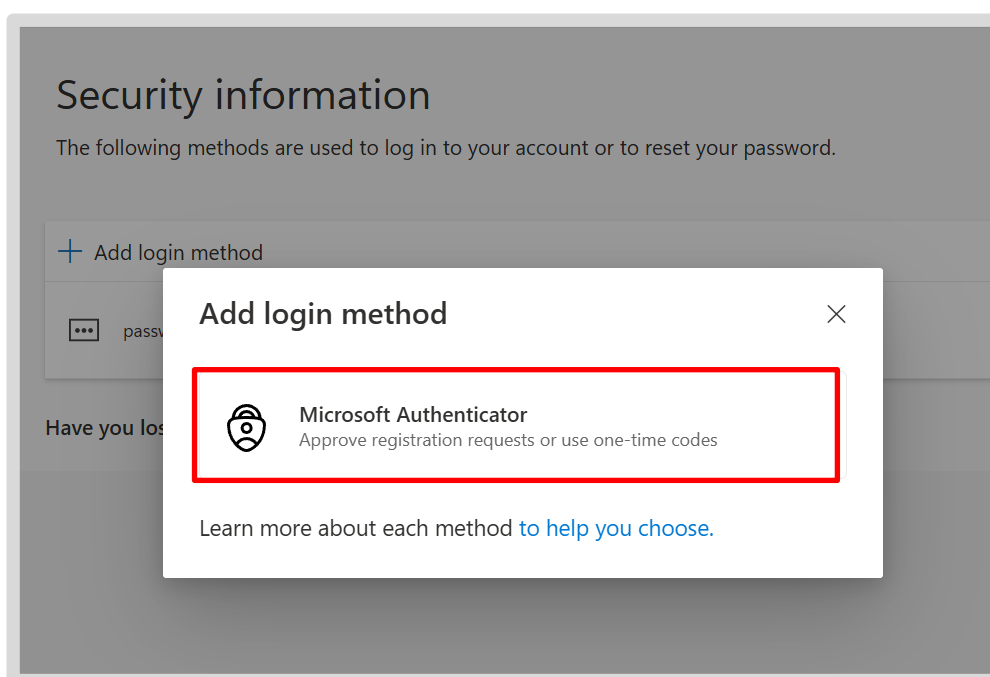 Security information
The following methods are used to log in to your account or to reset your password.
Add login method
Add login method
Microsoft Authenticator
Approve registration requests or use one-time codes
Have you
Learn more about each method to help you choose.